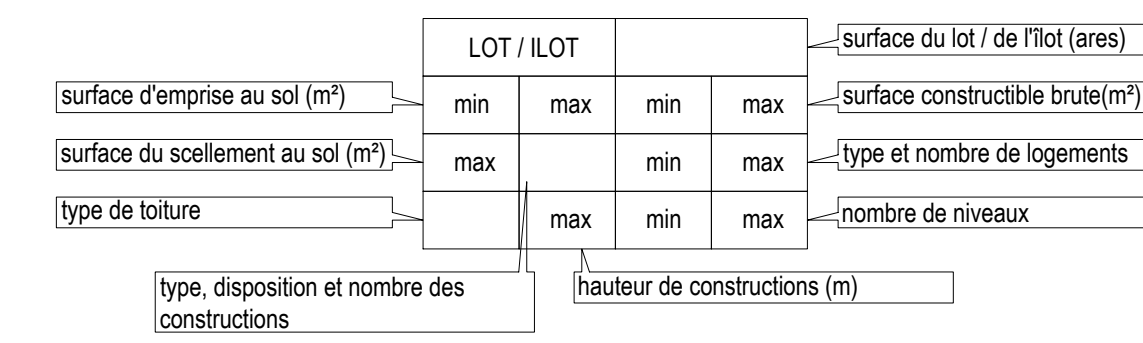 LOT / ILOT
surface du lot / de l'îlot (ares)
surface d'emprise au sol (m²)
min max min max
surface constructible brute(m²)
surface du scellement au sol (m²)
max min max
type et nombre de logements
type de toiture
max min max
nombre de niveaux
type, disposition et nombre des
constructions
hauteur de constructions (m)